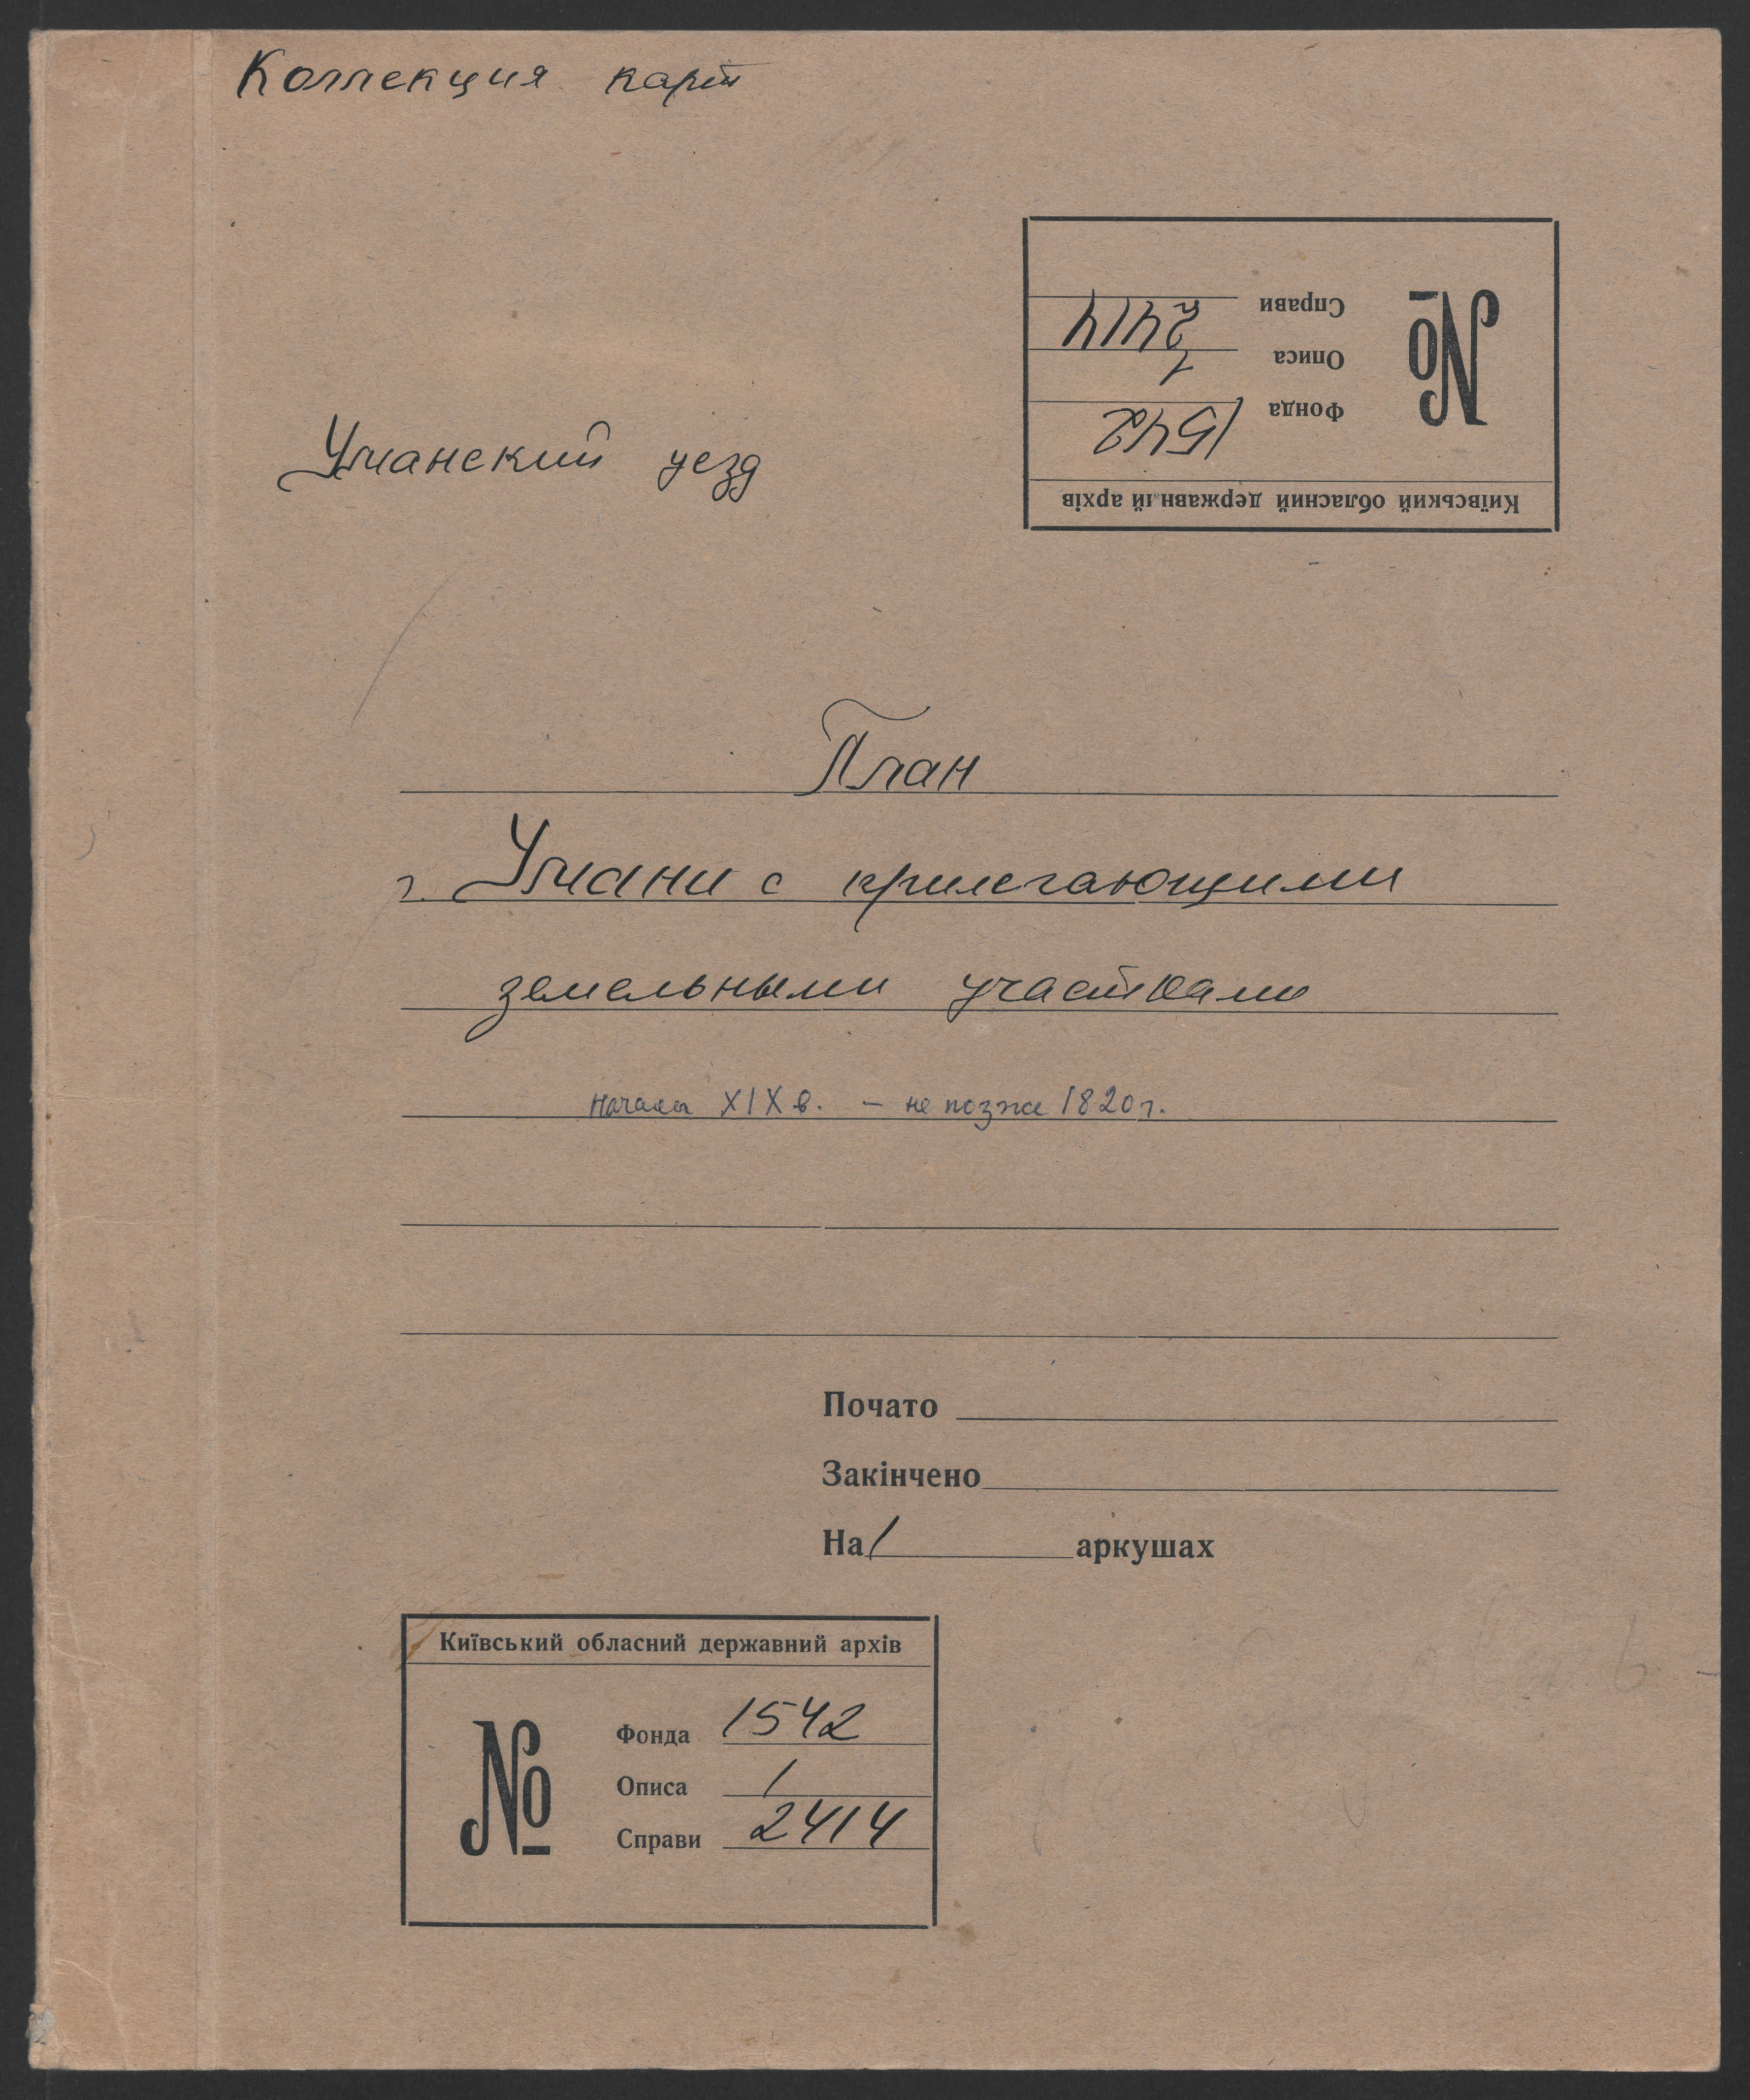 Коллекция карт
Киïвський обласний державний архів
№
Фонда 1542
Описа 1
Справи 2414
Уманский уезд
План
г. Умани с прилегающими
земельными участками
начала XIX в. – не позже 1820 г.
Почато
Закінчено
На 1 аркушах
Київський обласний державний архів
№
Фонда 1542
Описа 1
Справи 2414